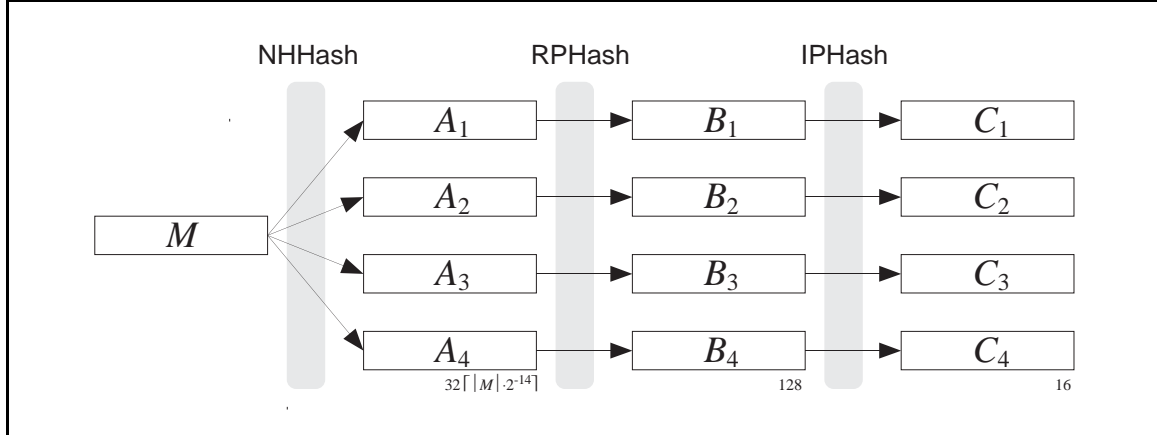 NHHash RPHash IPHash
A1 B1 C1
A2 B2 C2
M
A3 B3 C3
A4 B4 C4
32⌈ |M| ·2^-14⌉ 128 16